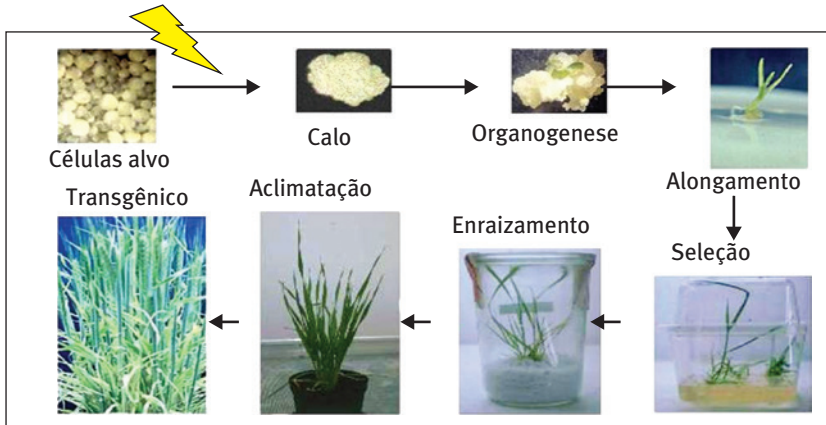 Células alvo
Calo
Organogenese
Alongamento
Seleção
Enraizamento
Aclimatação
Transgênico